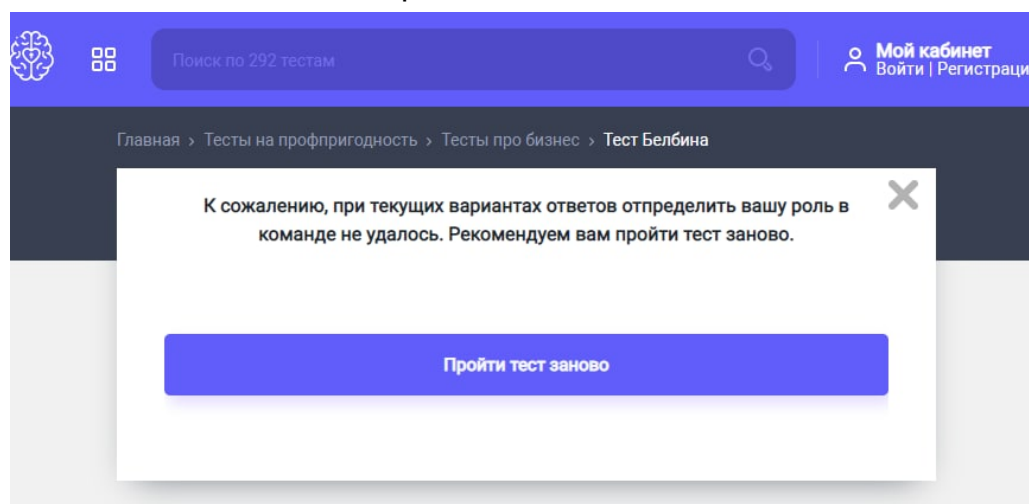 Поиск по 292 тестам
Мой кабинет
Войти | Регистраци
Главная › Тесты на профпригодность › Тесты про бизнес › Тест Белбина
К сожалению, при текущих вариантах ответов отпределить вашу роль в
команде не удалось. Рекомендуем вам пройти тест заново.
Пройти тест заново